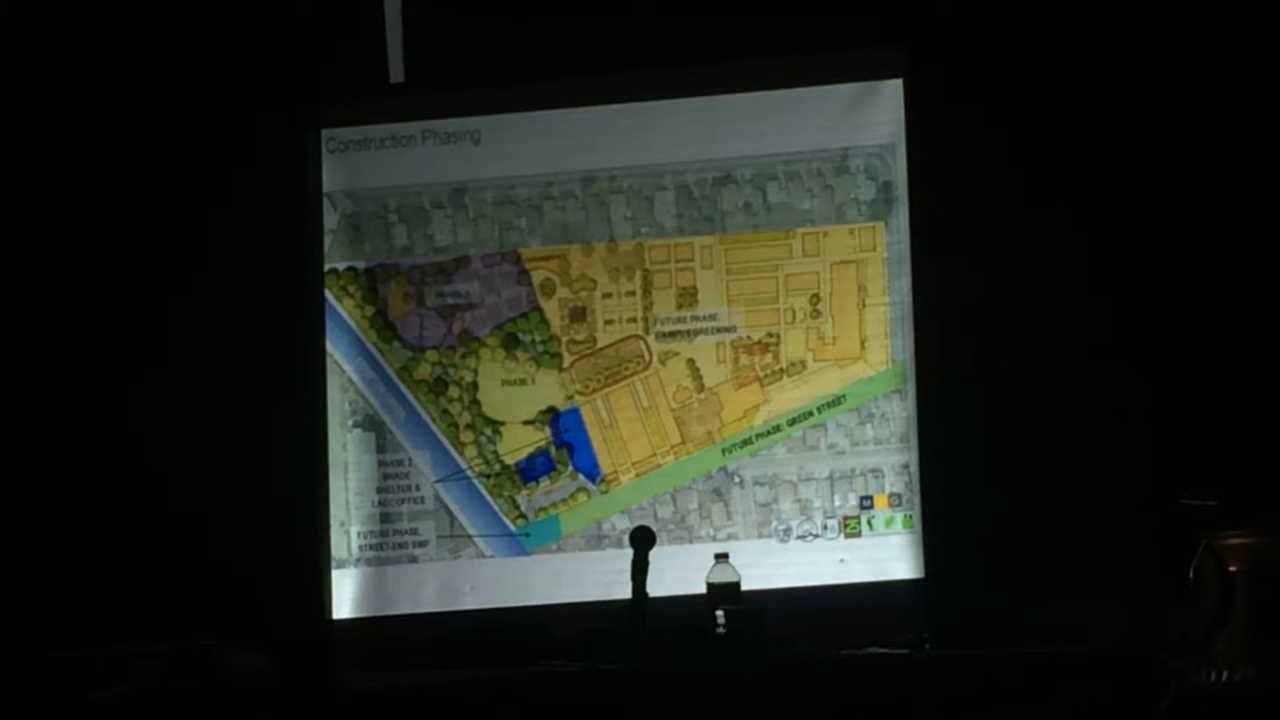 Construction Phasing
FUTURE PHASE:
CAMPUS GREENING
PHASE 1
FUTURE PHASE: GREEN STREET
PHASE 2:
SHADE
SHELTER &
LACC OFFICE
FUTURE PHASE:
STREET-END BMP